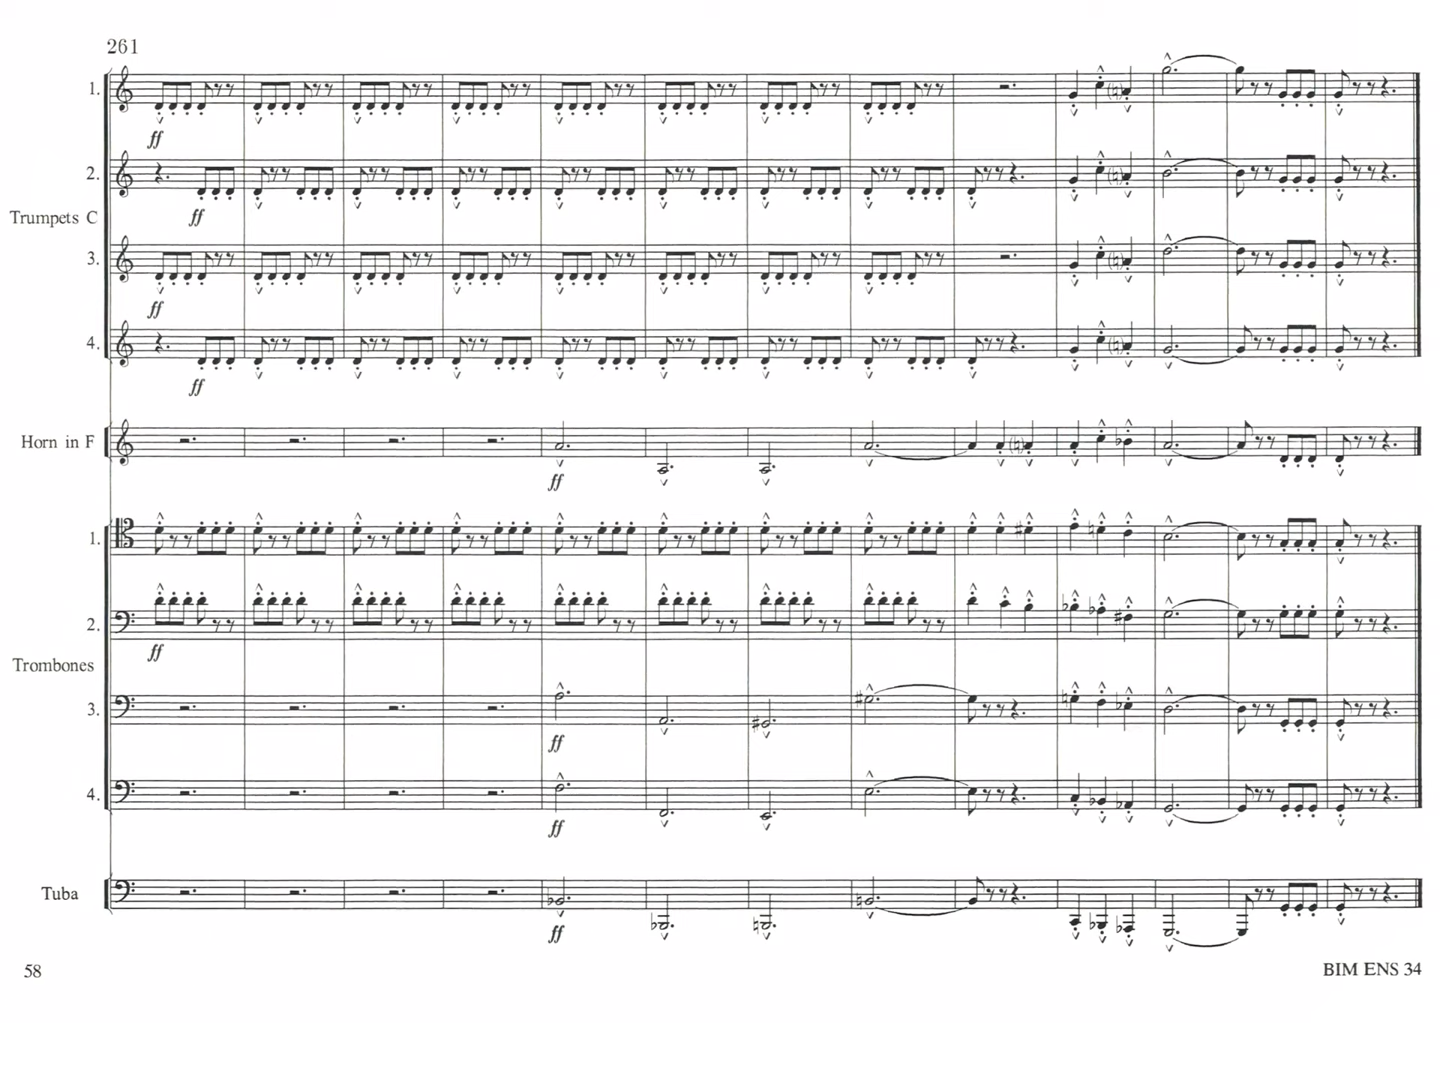 261
1.
ff
2.
ff
Trumpets C
3.
ff
4.
ff
Horn in F
ff
1.
2.
ff
Trombones
3.
ff
4.
ff
Tuba
ff
58
BIM ENS 34